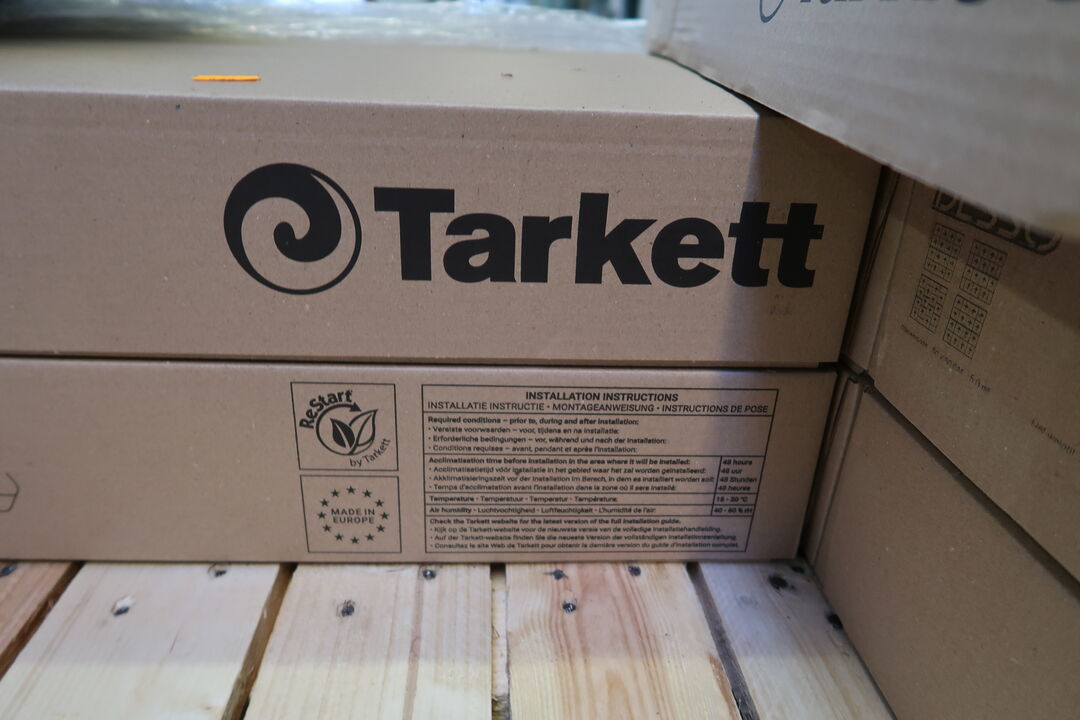 Tarkett
DESSO
ReStart
by Tarkett
MADE IN
EUROPE
INSTALLATION INSTRUCTIONS
INSTALLATIE INSTRUCTIE • MONTAGEANWEISUNG • INSTRUCTIONS DE POSE
Required conditions – prior to, during and after installation:
• Vereiste voorwaarden – voor, tijdens en na installatie:
• Erforderliche bedingungen – vor, während und nach der Installation:
• Conditions requises – avant, pendant et après l'installation:
Acclimatisation time before installation in the area where it will be installed: 48 hours
• Acclimatisatietijd vóór installatie in het gebied waar het zal worden geïnstalleerd: 48 uur
• Akklimatisierungszeit vor der Installation im Bereich, in dem es installiert worden soll: 48 Stunden
• Temps d'acclimatation avant l'installation dans la zone où il sera installé: 48 heures
Temperature • Temperatuur • Temperatur • Température: 15 - 30 °C
Air humidity • Luchtvochtigheid • Luftfeuchtigkeit • L'humidité de l'air: 40 - 60 % rH
Check the Tarkett website for the latest version of the full installation guide.
• Kijk op de Tarkett-website voor de nieuwste versie van de volledige installatiehandleiding.
• Auf der Tarkett-website finden Sie die neueste Version der vollständigen Installationsanleitung.
• Consultez le site Web de Tarkett pour obtenir la dernière version du guide d'installation complet.